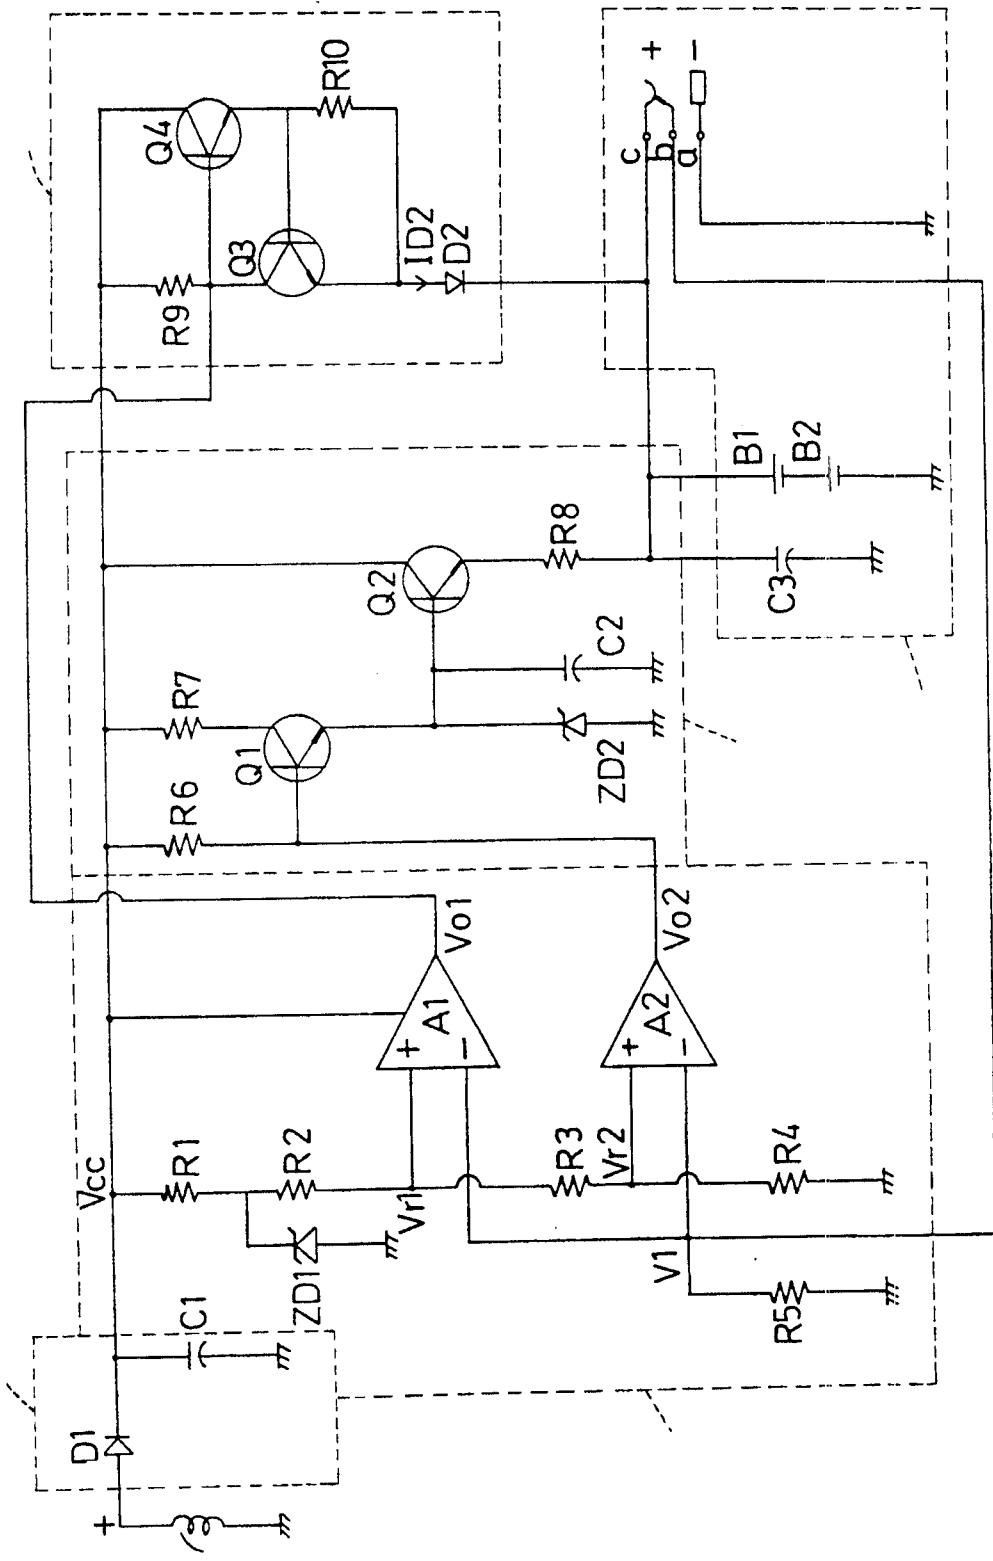 +
D1
C1
Vcc
R1
R2
ZD1
Vr1
R3
Vr2
R4
V1
R5
A1
+
−
Vo1
A2
+
−
Vo2
R6
R7
Q1
Q2
R8
C2
ZD2
R9
Q3
Q4
R10
ID2
D2
B1
B2
C3
c
b
a
+
−